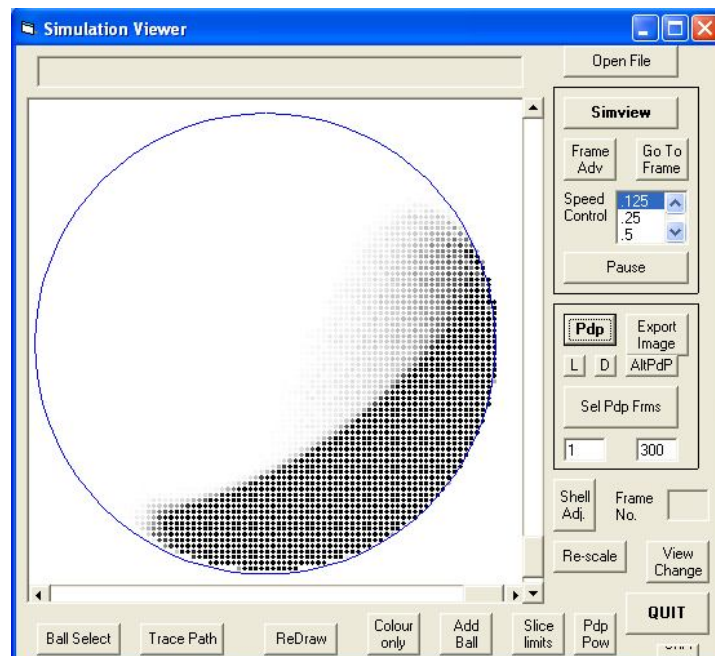 Simulation Viewer
Open File
Simview
Frame
Adv
Go To
Frame
Speed
Control
.125
.25
.5
Pause
Pdp
Export
Image
L
D
AltPdP
Sel Pdp Frms
1
300
Shell
Adj.
Frame
No.
Re-scale
View
Change
QUIT
Ball Select
Trace Path
ReDraw
Colour
only
Add
Ball
Slice
limits
Pdp
Pow